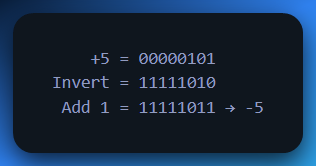 +5 = 00000101
Invert = 11111010
Add 1 = 11111011 → -5